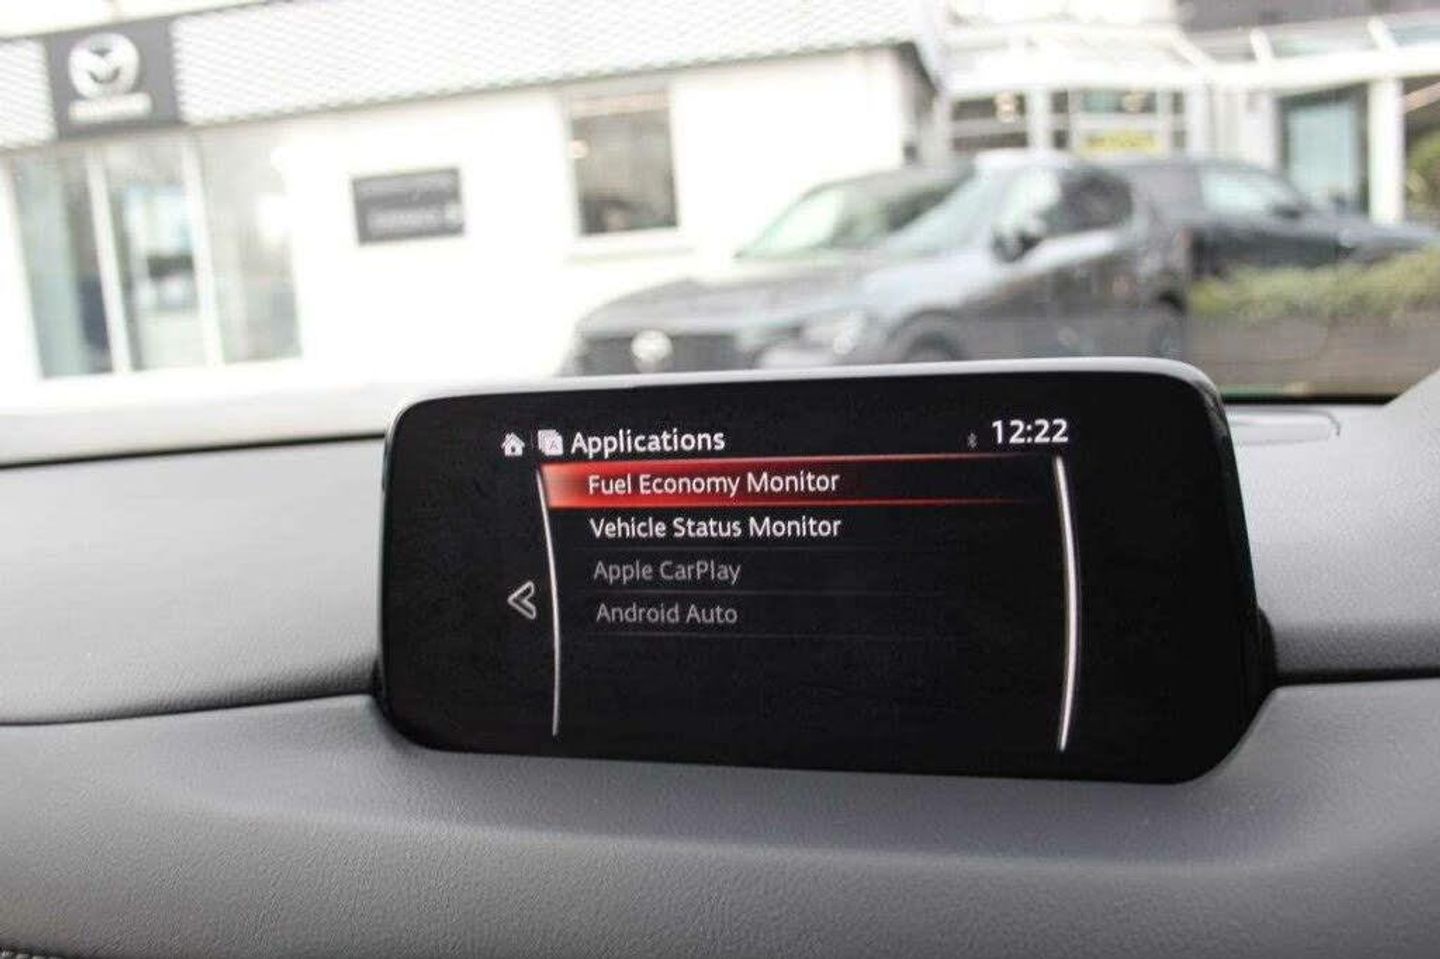 Applications 12:22
Fuel Economy Monitor
Vehicle Status Monitor
Apple CarPlay
Android Auto